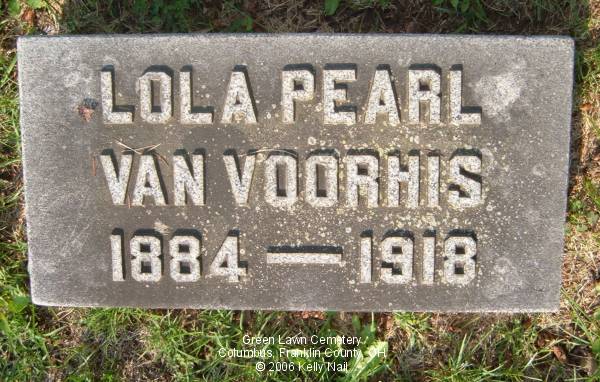 LOLA PEARL
VAN VOORHIS
1884 — 1918
Green Lawn Cemetery
Columbus, Franklin County, OH
© 2006 Kelly Nail